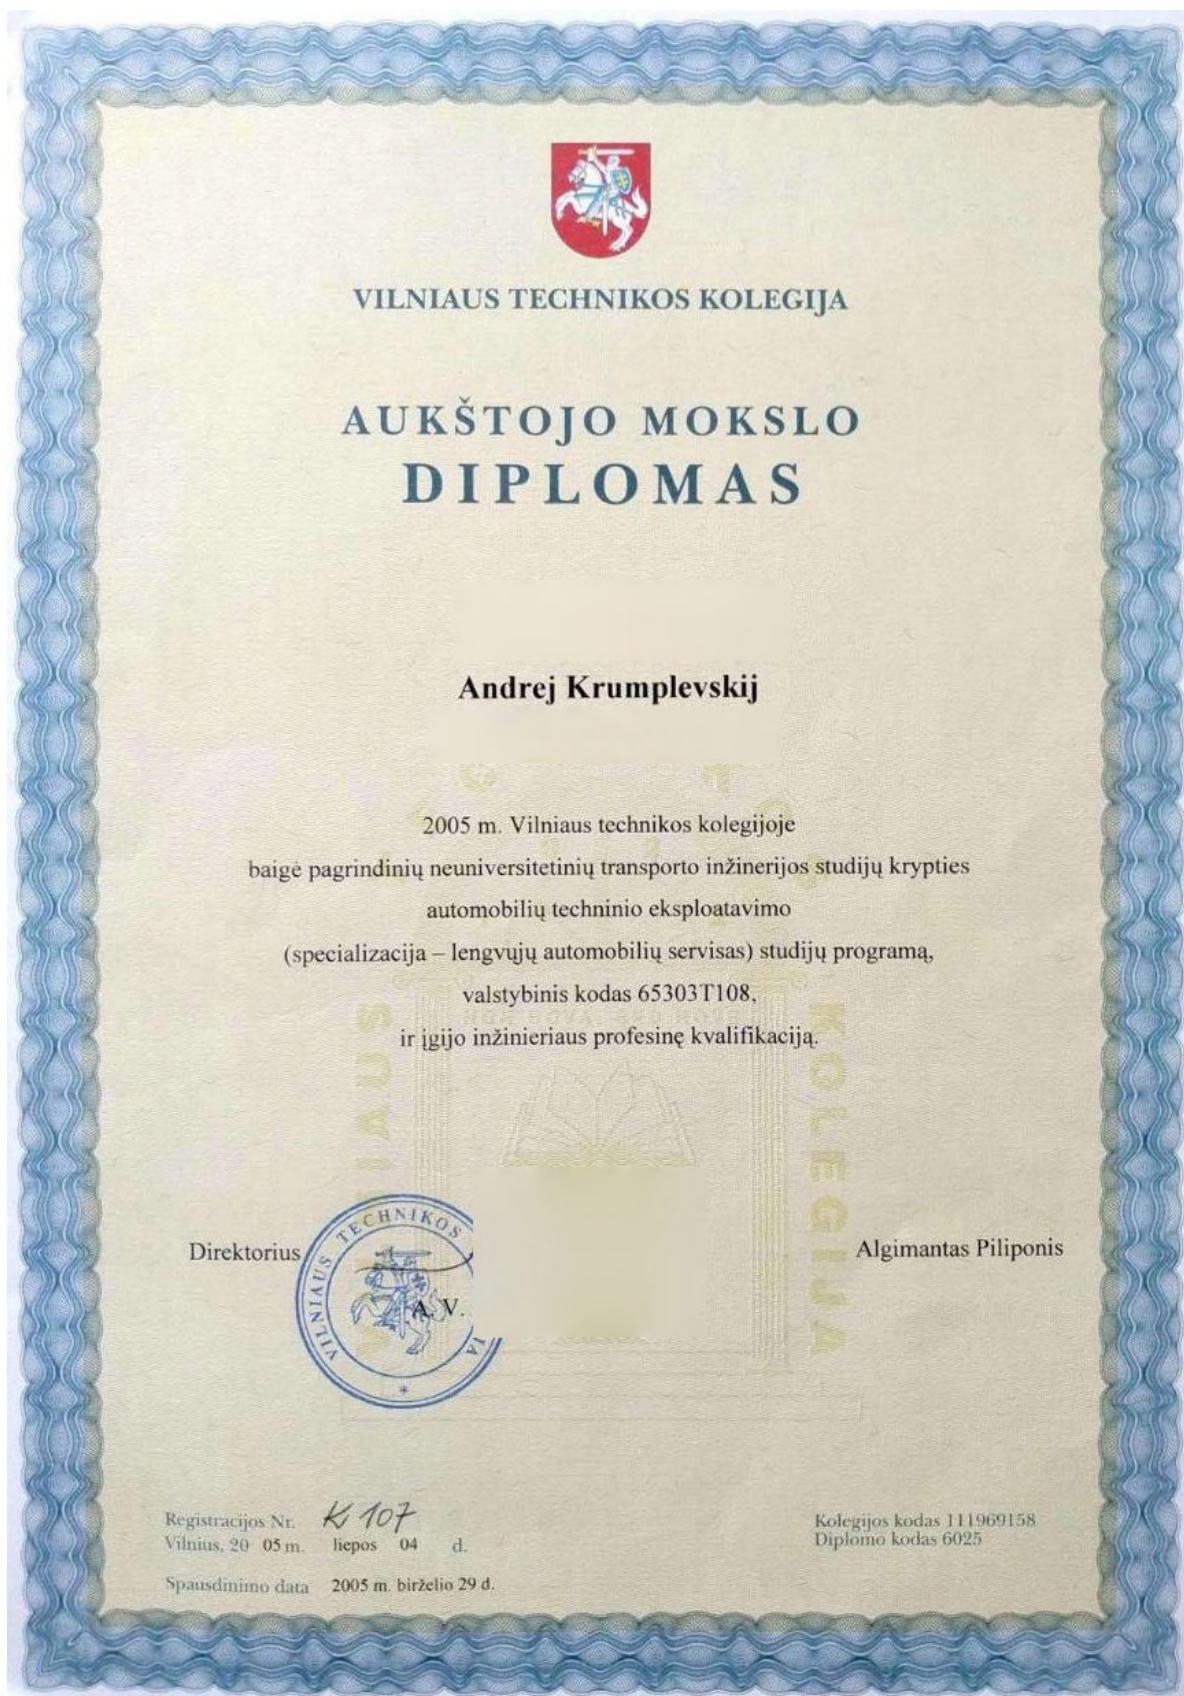 VILNIAUS TECHNIKOS KOLEGIJA
AUKŠTOJO MOKSLO
DIPLOMAS
Andrej Krumplevskij
2005 m. Vilniaus technikos kolegijoje
baigė pagrindinių neuniversitetinių transporto inžinerijos studijų krypties
automobilių techninio eksploatavimo
(specializacija – lengvųjų automobilių servisas) studijų programą,
valstybinis kodas 65303T108,
ir įgijo inžinieriaus profesinę kvalifikaciją.
KOLEGIJA
Direktorius
VILNIAUS TECHNIKOS
A. V.
Algimantas Piliponis
Registracijos Nr. K 107
Vilnius, 20 05 m. liepos 04 d.
Spausdinimo data 2005 m. birželio 29 d.
Kolegijos kodas 111969158
Diplomo kodas 6025